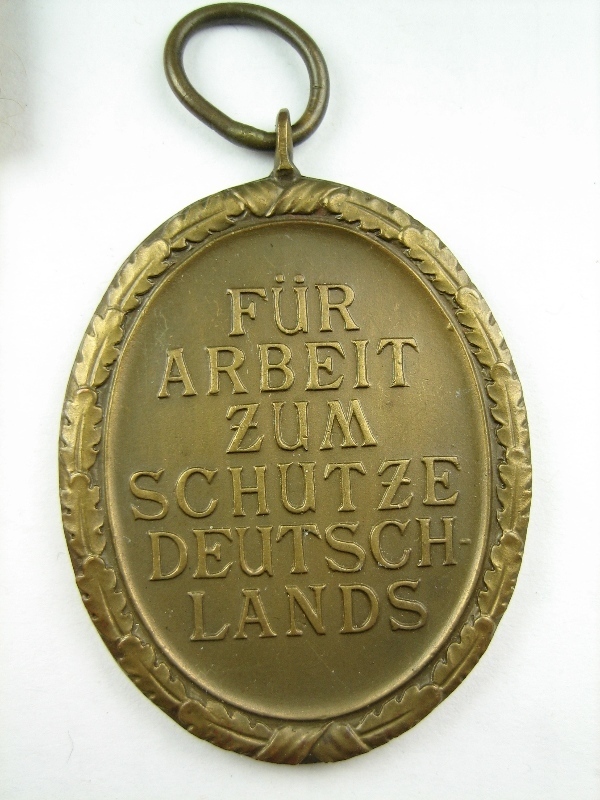 FÜR
ARBEIT
ZUM
SCHUTZE
DEUTSCH-
LANDS